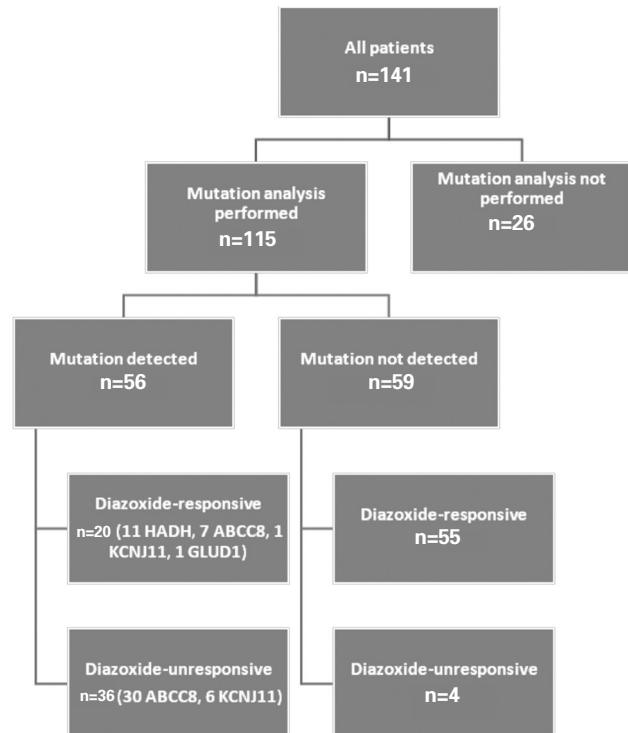 All patients
n=141
Mutation analysis
performed
n=115
Mutation analysis not
performed
n=26
Mutation detected
n=56
Mutation not detected
n=59
Diazoxide-responsive
n=20 (11 HADH, 7 ABCC8, 1
KCNJ11, 1 GLUD1)
Diazoxide-responsive
n=55
Diazoxide-unresponsive
n=36 (30 ABCC8, 6 KCNJ11)
Diazoxide-unresponsive
n=4